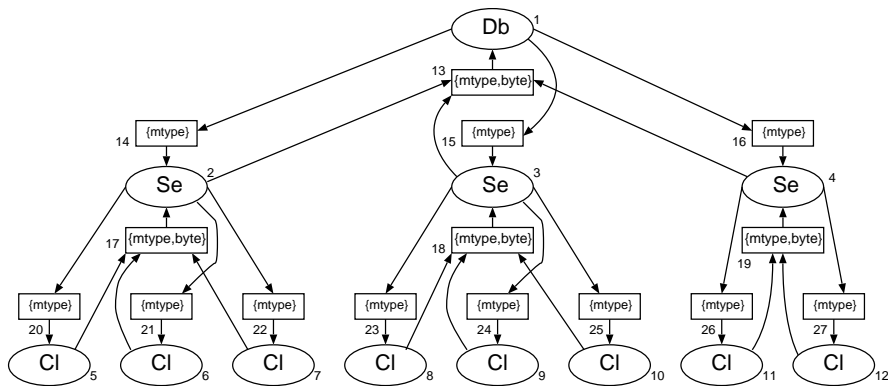 Db 1
13 {mtype,byte}
14 {mtype} 15 {mtype} 16 {mtype}
Se 2 Se 3 Se 4
17 {mtype,byte} 18 {mtype,byte} 19 {mtype,byte}
{mtype} {mtype} {mtype} {mtype} {mtype} {mtype} {mtype} {mtype}
20 21 22 23 24 25 26 27
Cl 5 Cl 6 Cl 7 Cl 8 Cl 9 Cl 10 Cl 11 Cl 12